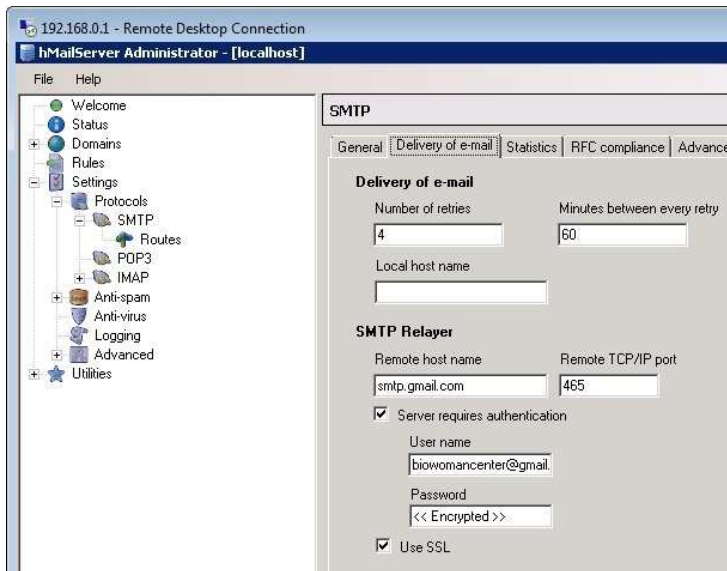 192.168.0.1 - Remote Desktop Connection
hMailServer Administrator - [localhost]
File Help
Welcome
Status
Domains
Rules
Settings
Protocols
SMTP
Routes
POP3
IMAP
Anti-spam
Anti-virus
Logging
Advanced
Utilities
SMTP
General Delivery of e-mail Statistics RFC compliance Advance
Delivery of e-mail
Number of retries Minutes between every retry
4 60
Local host name
SMTP Relayer
Remote host name Remote TCP/IP port
smtp.gmail.com 465
Server requires authentication
User name
biowomancenter@gmail.
Password
<< Encrypted >>
Use SSL